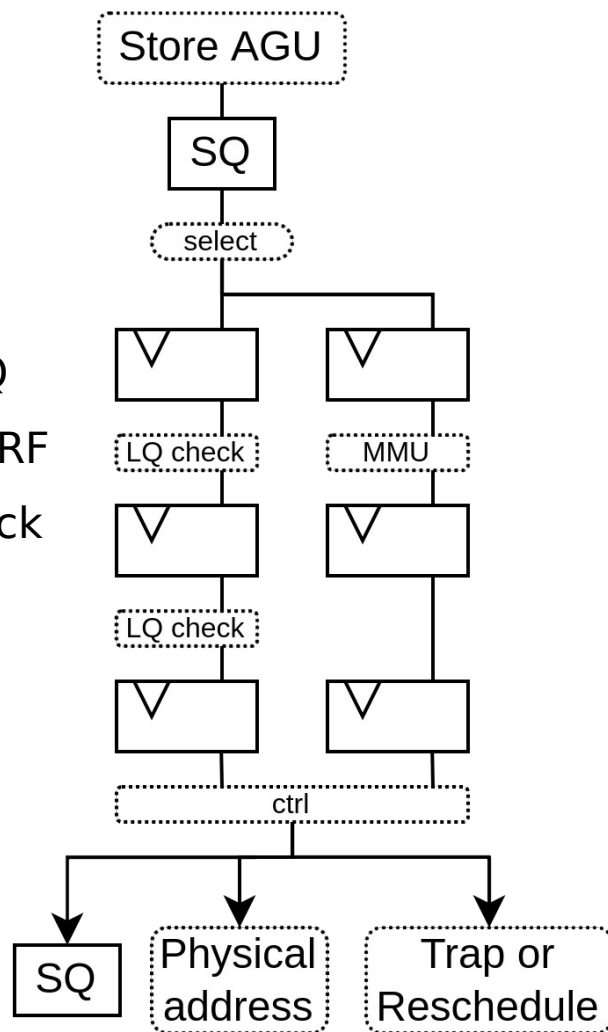 Store AGU
SQ
select
Q
RF
ck
LQ check
MMU
LQ check
ctrl
SQ
Physical
address
Trap or
Reschedule